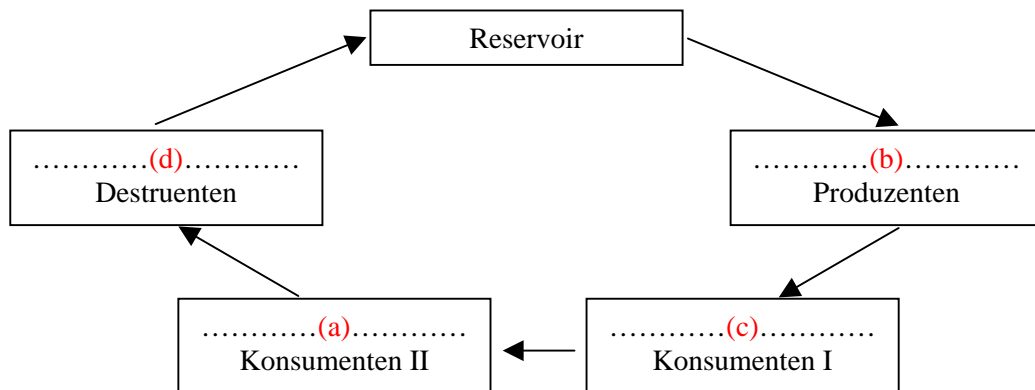 Reservoir
…………(d)…………
Destruenten
…………(b)…………
Produzenten
…………(a)…………
Konsumenten II
…………(c)…………
Konsumenten I